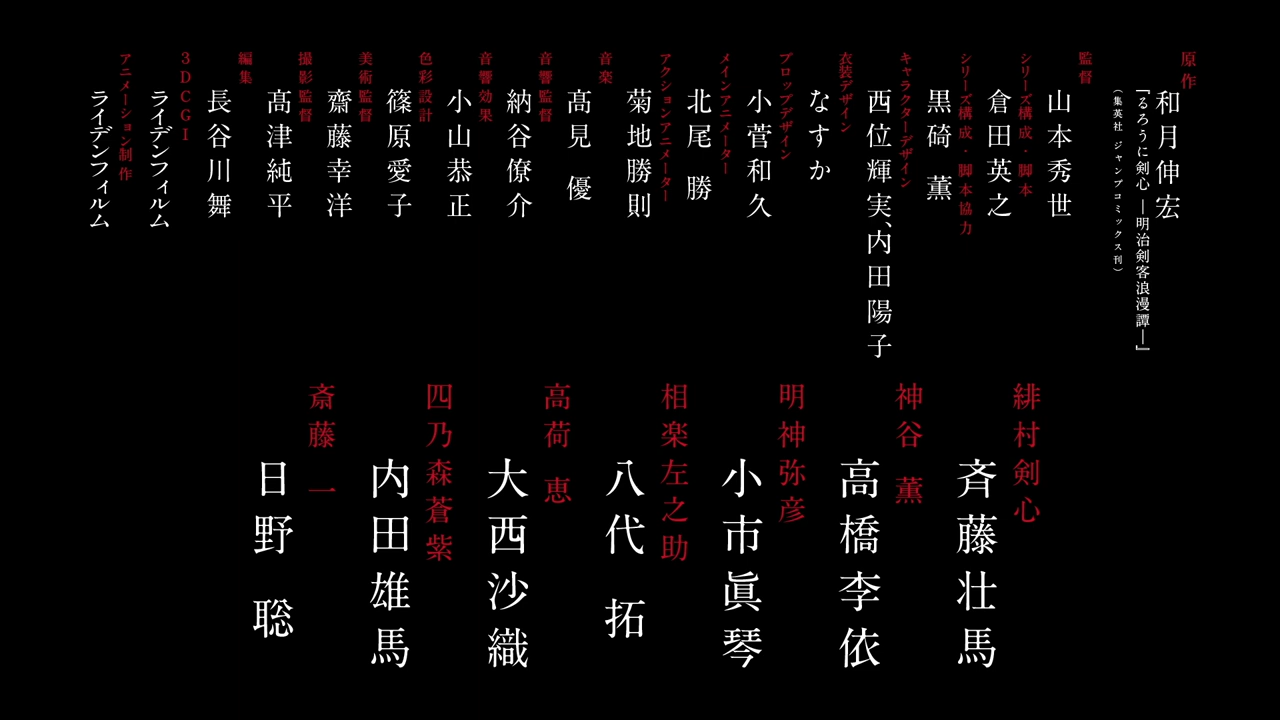 原作
和月伸宏
『るろうに剣心 ―明治剣客浪漫譚―』
（集英社 ジャンプコミックス刊）
監督
山本秀世
シリーズ構成・脚本
倉田英之
シリーズ構成・脚本協力
黒碕 薫
キャラクターデザイン
西位輝実、内田陽子
衣装デザイン
なすか
プロップデザイン
小菅和久
メインアニメーター
北尾 勝
アクションアニメーター
菊地勝則
音楽
髙見 優
音響監督
納谷僚介
音響効果
小山恭正
色彩設計
篠原愛子
美術監督
齋藤幸洋
撮影監督
髙津純平
編集
長谷川舞
3DCGI
ライデンフィルム
アニメーション制作
ライデンフィルム
緋村剣心
斉藤壮馬
神谷 薫
高橋李依
明神弥彦
小市眞琴
相楽左之助
八代 拓
高荷 恵
大西沙織
四乃森蒼紫
内田雄馬
斎藤 一
日野 聡